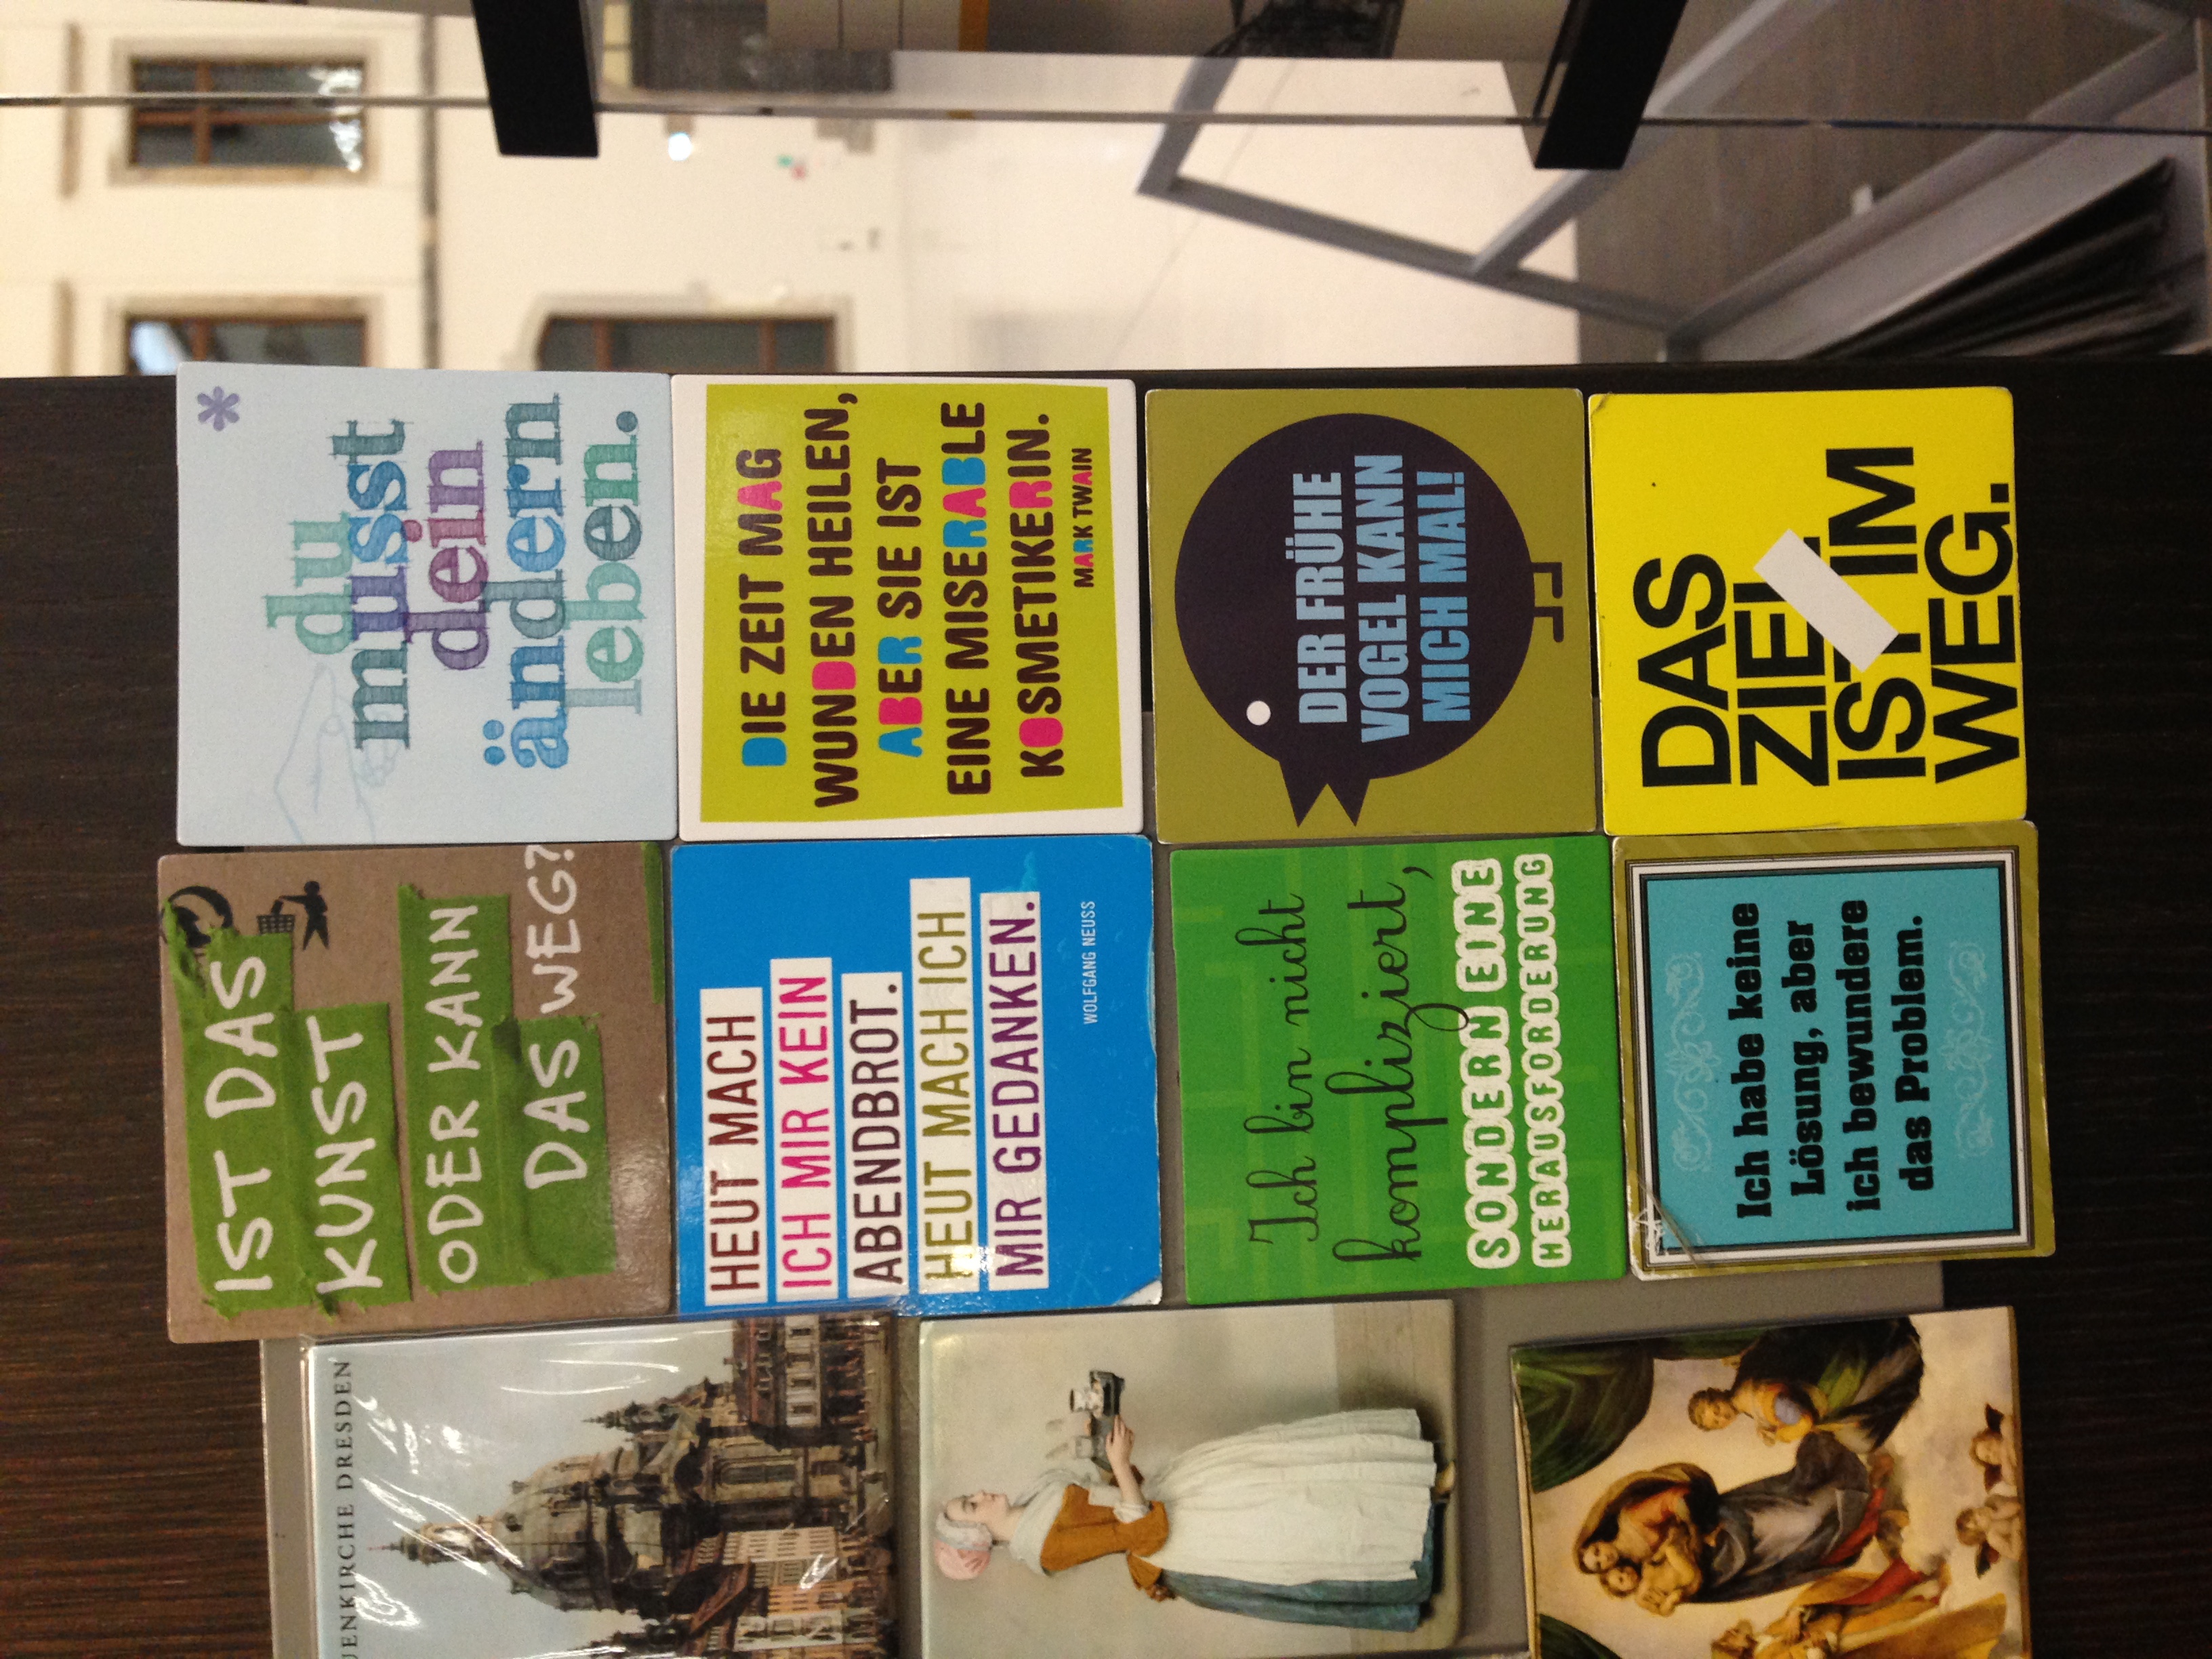 UENKIRCHE DRESDEN
IST DAS
KUNST
ODER KANN
DAS WEG?
*
du
musst
dein
ändern
leben.
HEUT MACH
ICH MIR KEIN
ABENDBROT.
HEUT MACH ICH
MIR GEDANKEN.
WOLFGANG NEUSS
DIE ZEIT MAG
WUNDEN HEILEN,
ABER SIE IST
EINE MISERABLE
KOSMETIKERIN.
MARK TWAIN
Ich bin nicht
kompliziert,
SONDERN EINE
HERAUSFORDERUNG
DER FRÜHE
VOGEL KANN
MICH MAL!
Ich habe keine
Lösung, aber
ich bewundere
das Problem.
DAS
ZIEL
IST IM
WEG.